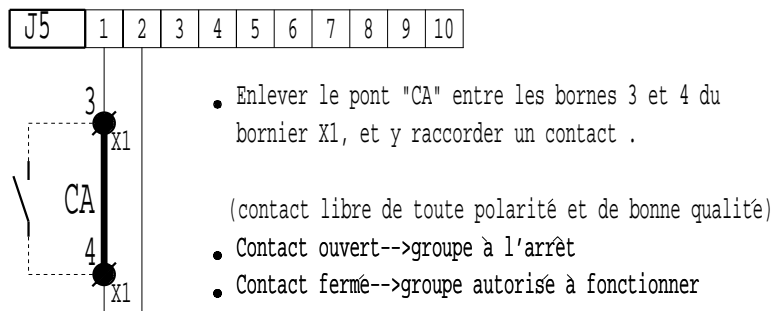 J5 1 2 3 4 5 6 7 8 9 10
3
X1
CA
4
X1
• Enlever le pont "CA" entre les bornes 3 et 4 du
bornier X1, et y raccorder un contact .
(contact libre de toute polarité et de bonne qualité)
• Contact ouvert-->groupe à l'arrêt
• Contact fermé-->groupe autorisé à fonctionner